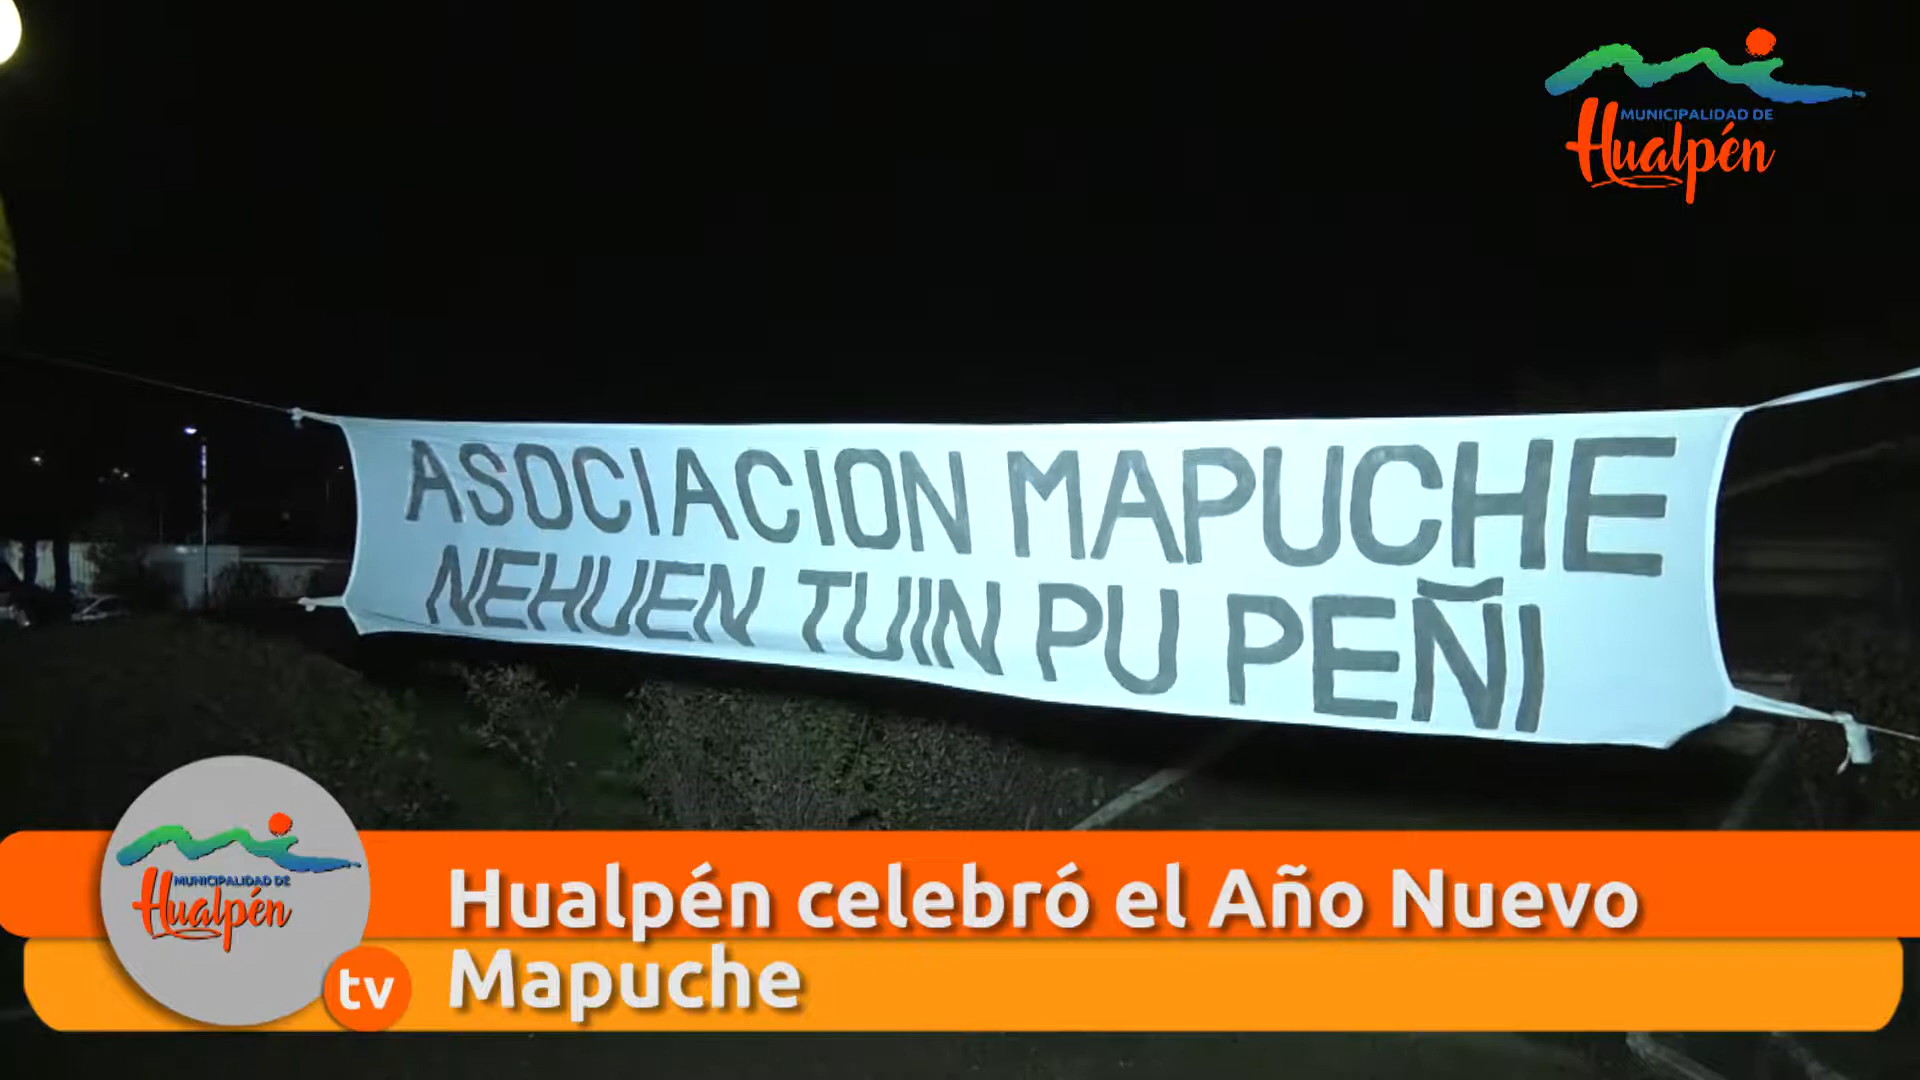 MUNICIPALIDAD DE
Hualpén
ASOCIACION MAPUCHE
NEHUEN TUIN PU PEÑI
MUNICIPALIDAD DE
Hualpén
tv
Hualpén celebró el Año Nuevo
Mapuche